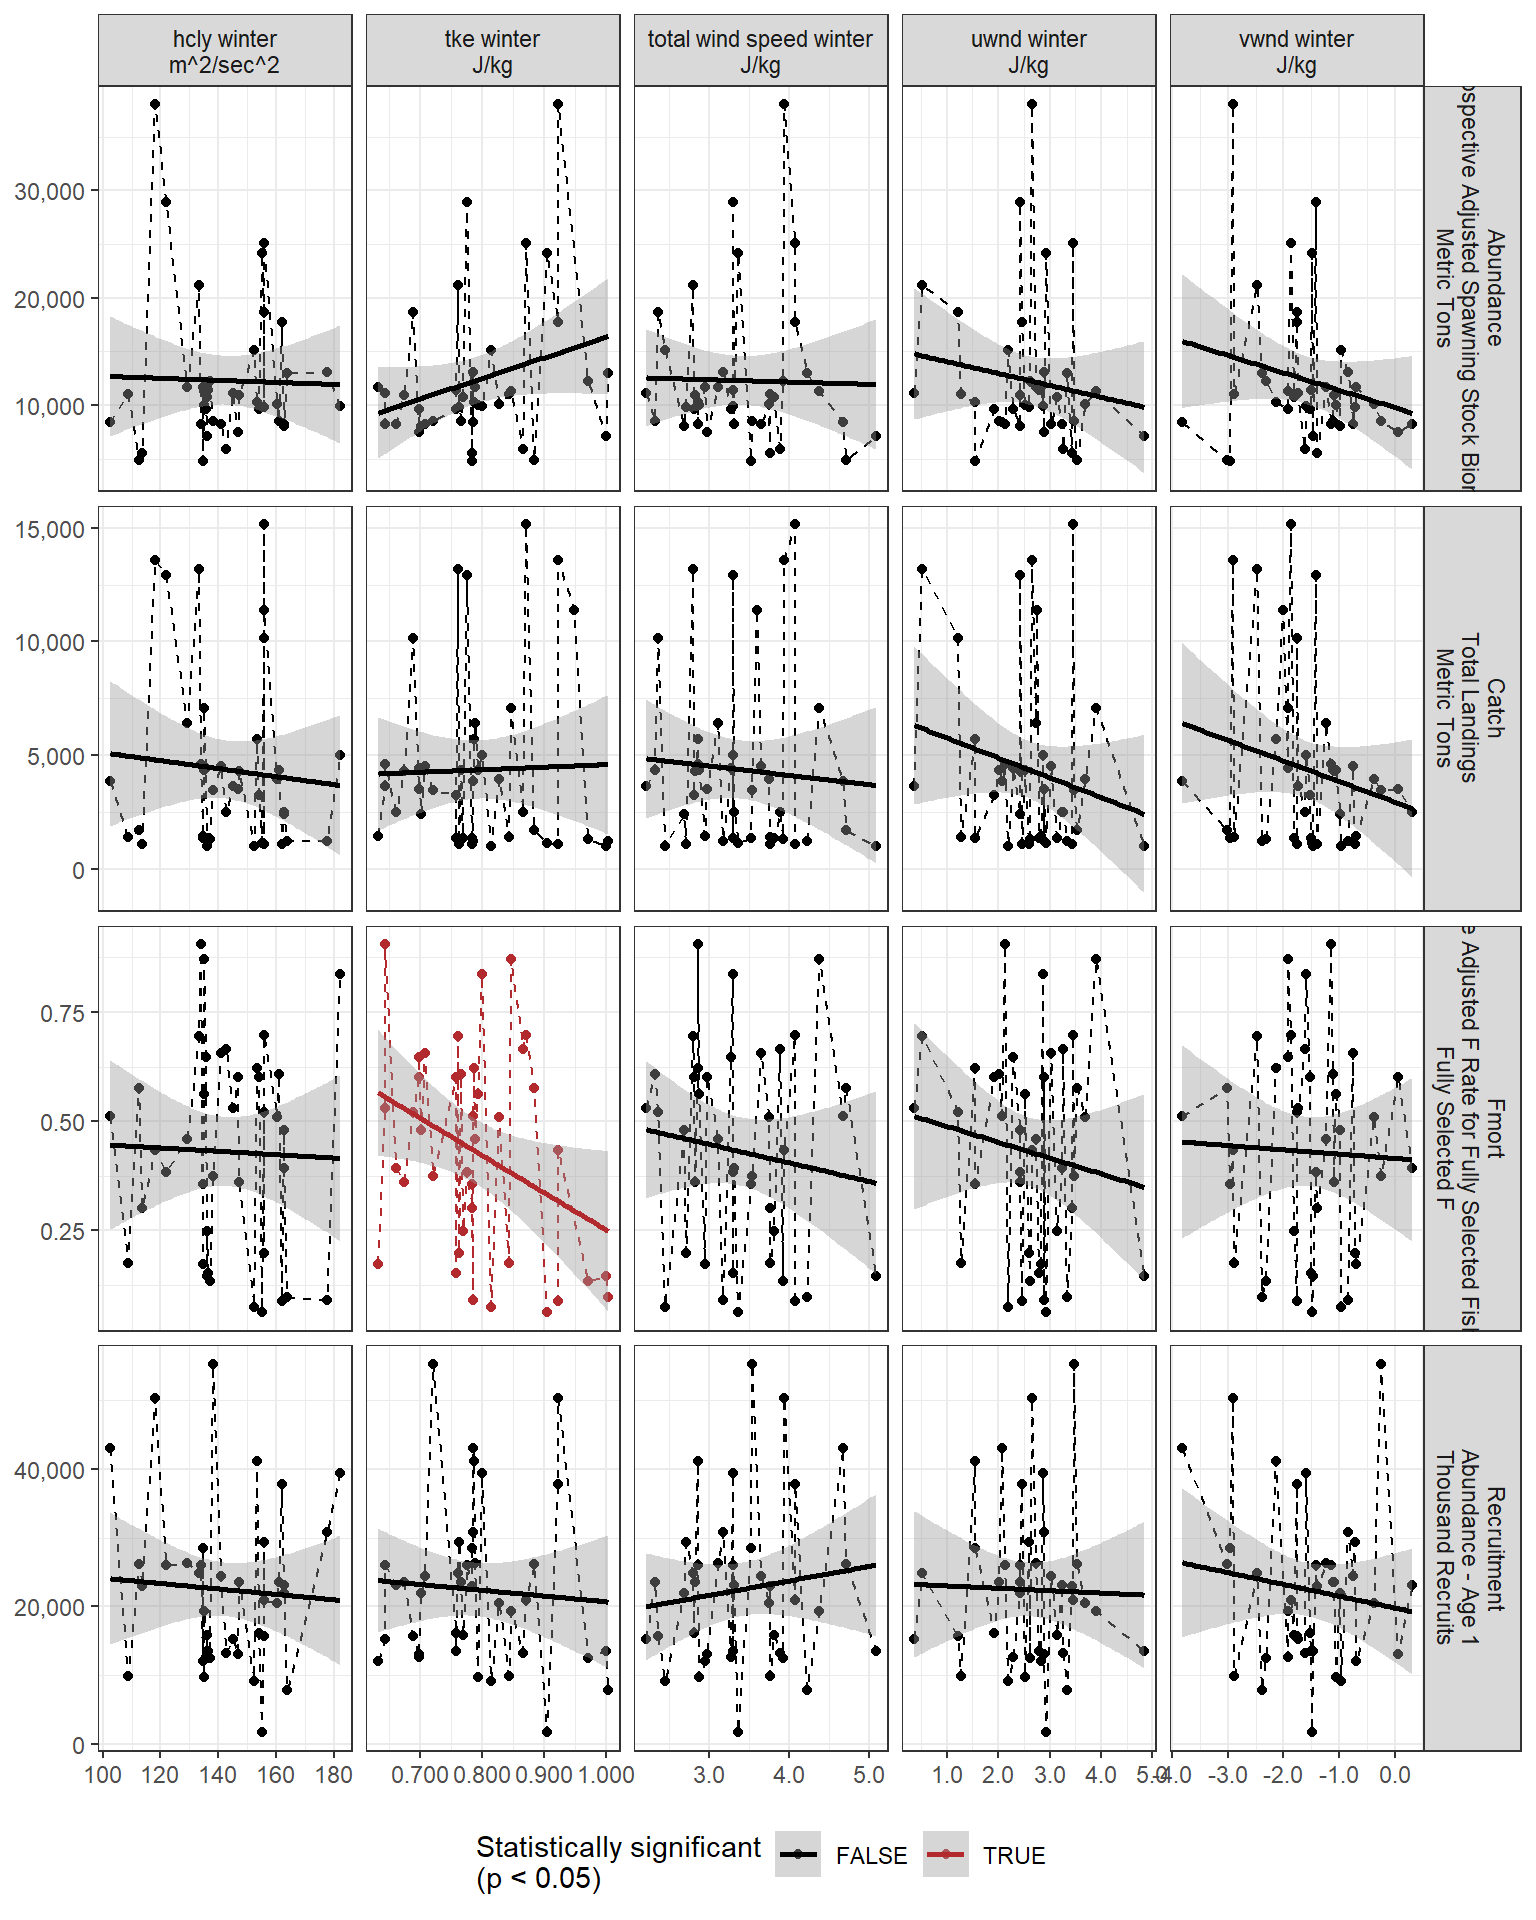 hcly winter
m^2/sec^2
tke winter
J/kg
total wind speed winter
J/kg
uwnd winter
J/kg
vwnd winter
J/kg
30,000
20,000
10,000
Abundance
Adjusted Spawning Stock
Metric Tons
15,000
10,000
5,000
0
Catch
Total Landings
Metric Tons
0.75
0.50
0.25
Fmort
Adjusted F Rate for Fully Selected
Fully Selected F
40,000
20,000
0
Recruitment
Abundance - Age 1
Thousand Recruits
100 120 140 160 180
0.700 0.800 0.900 1.000
3.0 4.0 5.0
1.0 2.0 3.0 4.0 5.0
-4.0 -3.0 -2.0 -1.0 0.0
Statistically significant
(p < 0.05)
FALSE
TRUE